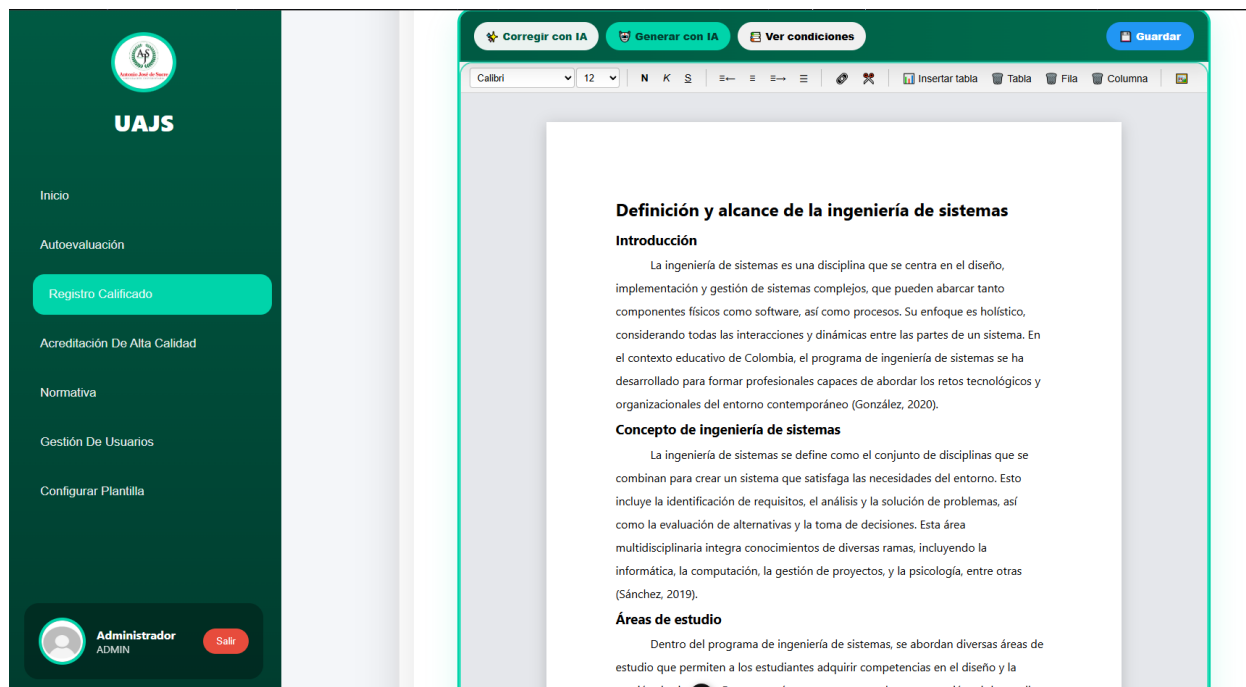 Antonio José de Sucre
UAJS
Inicio
Autoevaluación
Registro Calificado
Acreditación De Alta Calidad
Normativa
Gestión De Usuarios
Configurar Plantilla
Administrador
ADMIN
Salir
Corregir con IA
Generar con IA
Ver condiciones
Guardar
Calibri 12 N K S Insertar tabla Tabla Fila Columna
Definición y alcance de la ingeniería de sistemas
Introducción
La ingeniería de sistemas es una disciplina que se centra en el diseño,
implementación y gestión de sistemas complejos, que pueden abarcar tanto
componentes físicos como software, así como procesos. Su enfoque es holístico,
considerando todas las interacciones y dinámicas entre las partes de un sistema. En
el contexto educativo de Colombia, el programa de ingeniería de sistemas se ha
desarrollado para formar profesionales capaces de abordar los retos tecnológicos y
organizacionales del entorno contemporáneo (González, 2020).
Concepto de ingeniería de sistemas
La ingeniería de sistemas se define como el conjunto de disciplinas que se
combinan para crear un sistema que satisfaga las necesidades del entorno. Esto
incluye la identificación de requisitos, el análisis y la solución de problemas, así
como la evaluación de alternativas y la toma de decisiones. Esta área
multidisciplinaria integra conocimientos de diversas ramas, incluyendo la
informática, la computación, la gestión de proyectos, y la psicología, entre otras
(Sánchez, 2019).
Áreas de estudio
Dentro del programa de ingeniería de sistemas, se abordan diversas áreas de
estudio que permiten a los estudiantes adquirir competencias en el diseño y la